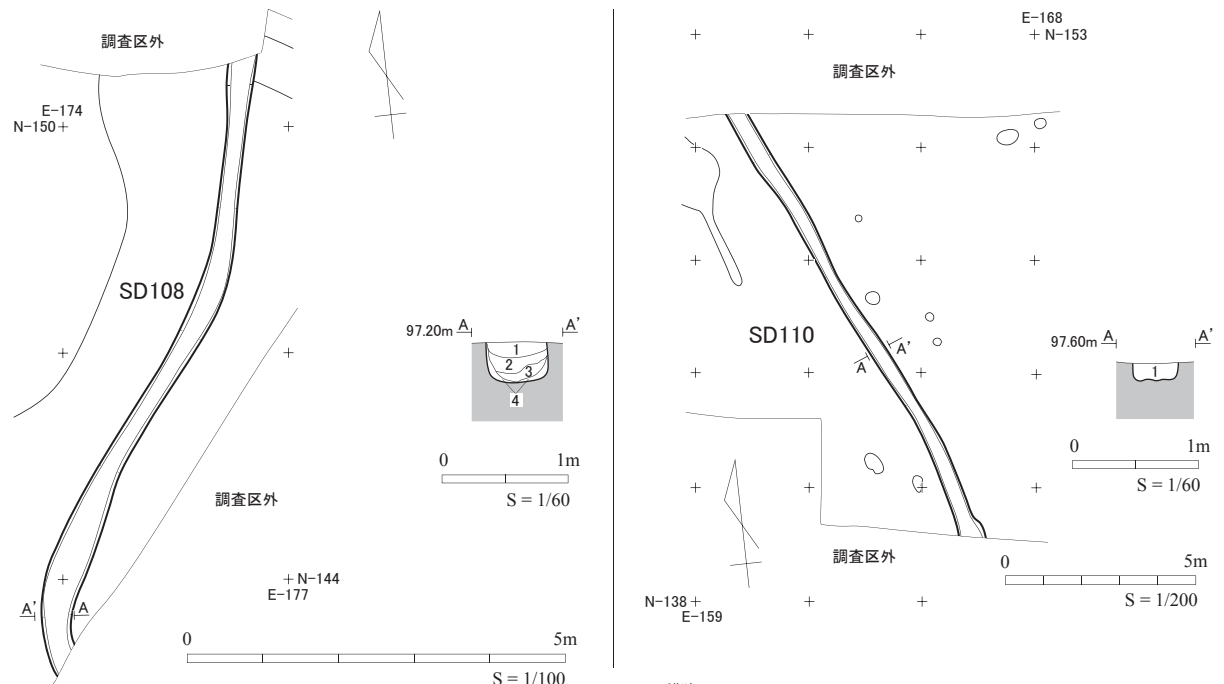 調査区外
E-174
N-150
SD108
97.20m A A'
1
2
3
4
0 1m
S = 1/60
調査区外
N-144
E-177
A' A
0 5m
S = 1/100
E-168
N-153
調査区外
SD110
A'
A
97.60m A A'
1
0 1m
S = 1/60
調査区外
N-138
E-159
0 5m
S = 1/200